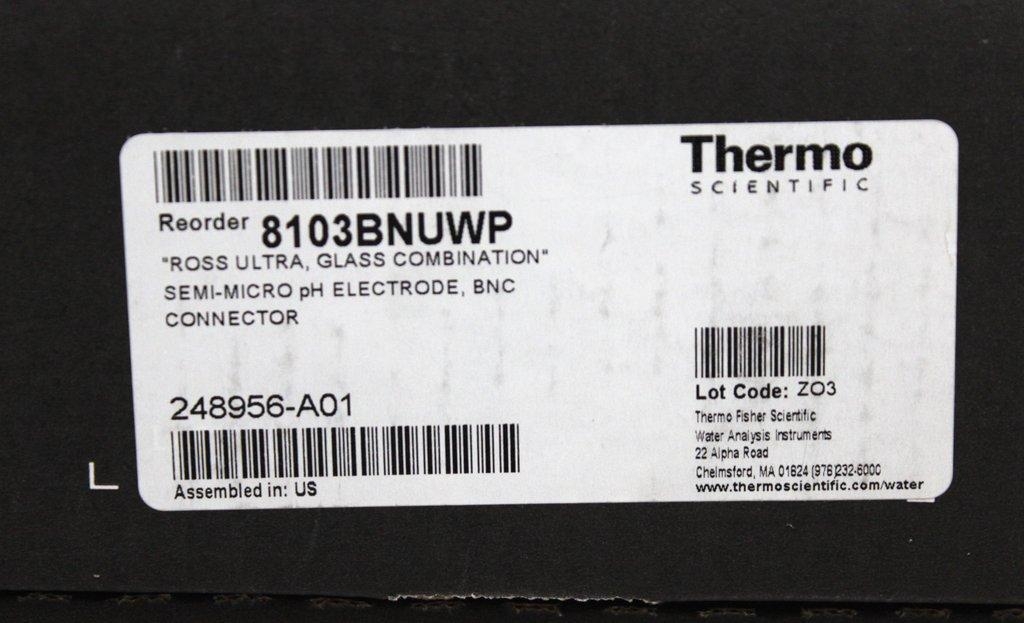 Thermo
SCIENTIFIC
Reorder 8103BNUWP
"ROSS ULTRA, GLASS COMBINATION"
SEMI-MICRO pH ELECTRODE, BNC
CONNECTOR
248956-A01
Assembled in: US
Lot Code: ZO3
Thermo Fisher Scientific
Water Analysis Instruments
22 Alpha Road
Chelmsford, MA 01824 (978)232-6000
www.thermoscientific.com/water